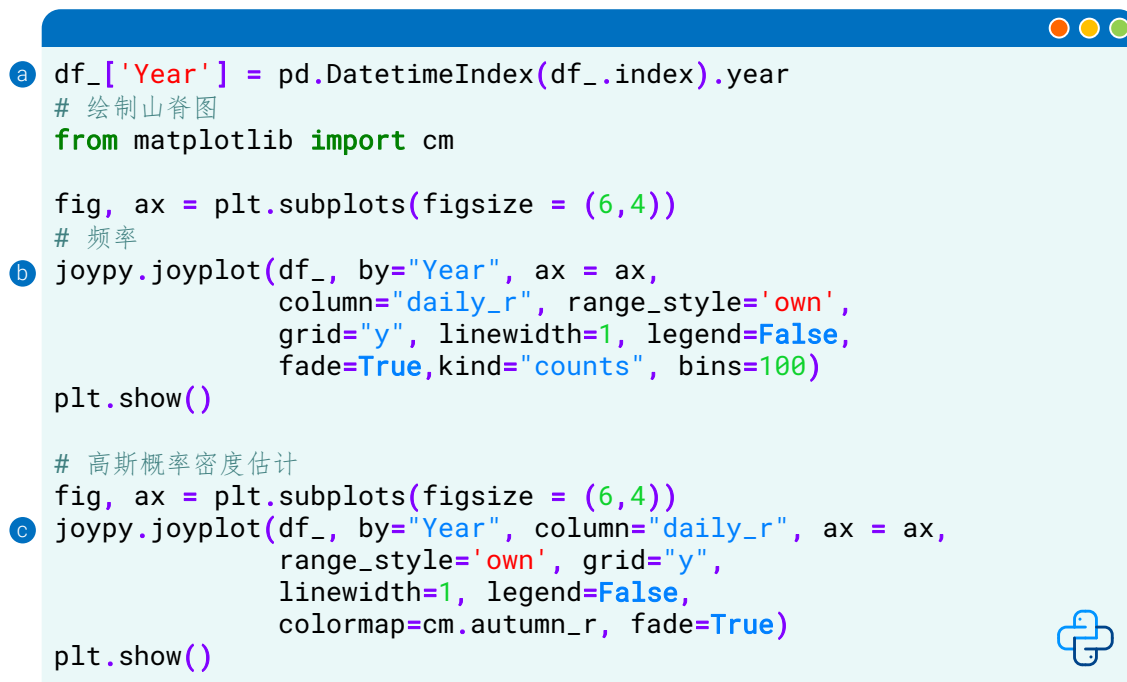 a df_['Year'] = pd.DatetimeIndex(df_.index).year
# 绘制山脊图
from matplotlib import cm
fig, ax = plt.subplots(figsize = (6,4))
# 频率
b joypy.joyplot(df_, by="Year", ax = ax,
column="daily_r", range_style='own',
grid="y", linewidth=1, legend=False,
fade=True,kind="counts", bins=100)
plt.show()
# 高斯概率密度估计
fig, ax = plt.subplots(figsize = (6,4))
c joypy.joyplot(df_, by="Year", column="daily_r", ax = ax,
range_style='own', grid="y",
linewidth=1, legend=False,
colormap=cm.autumn_r, fade=True)
plt.show()